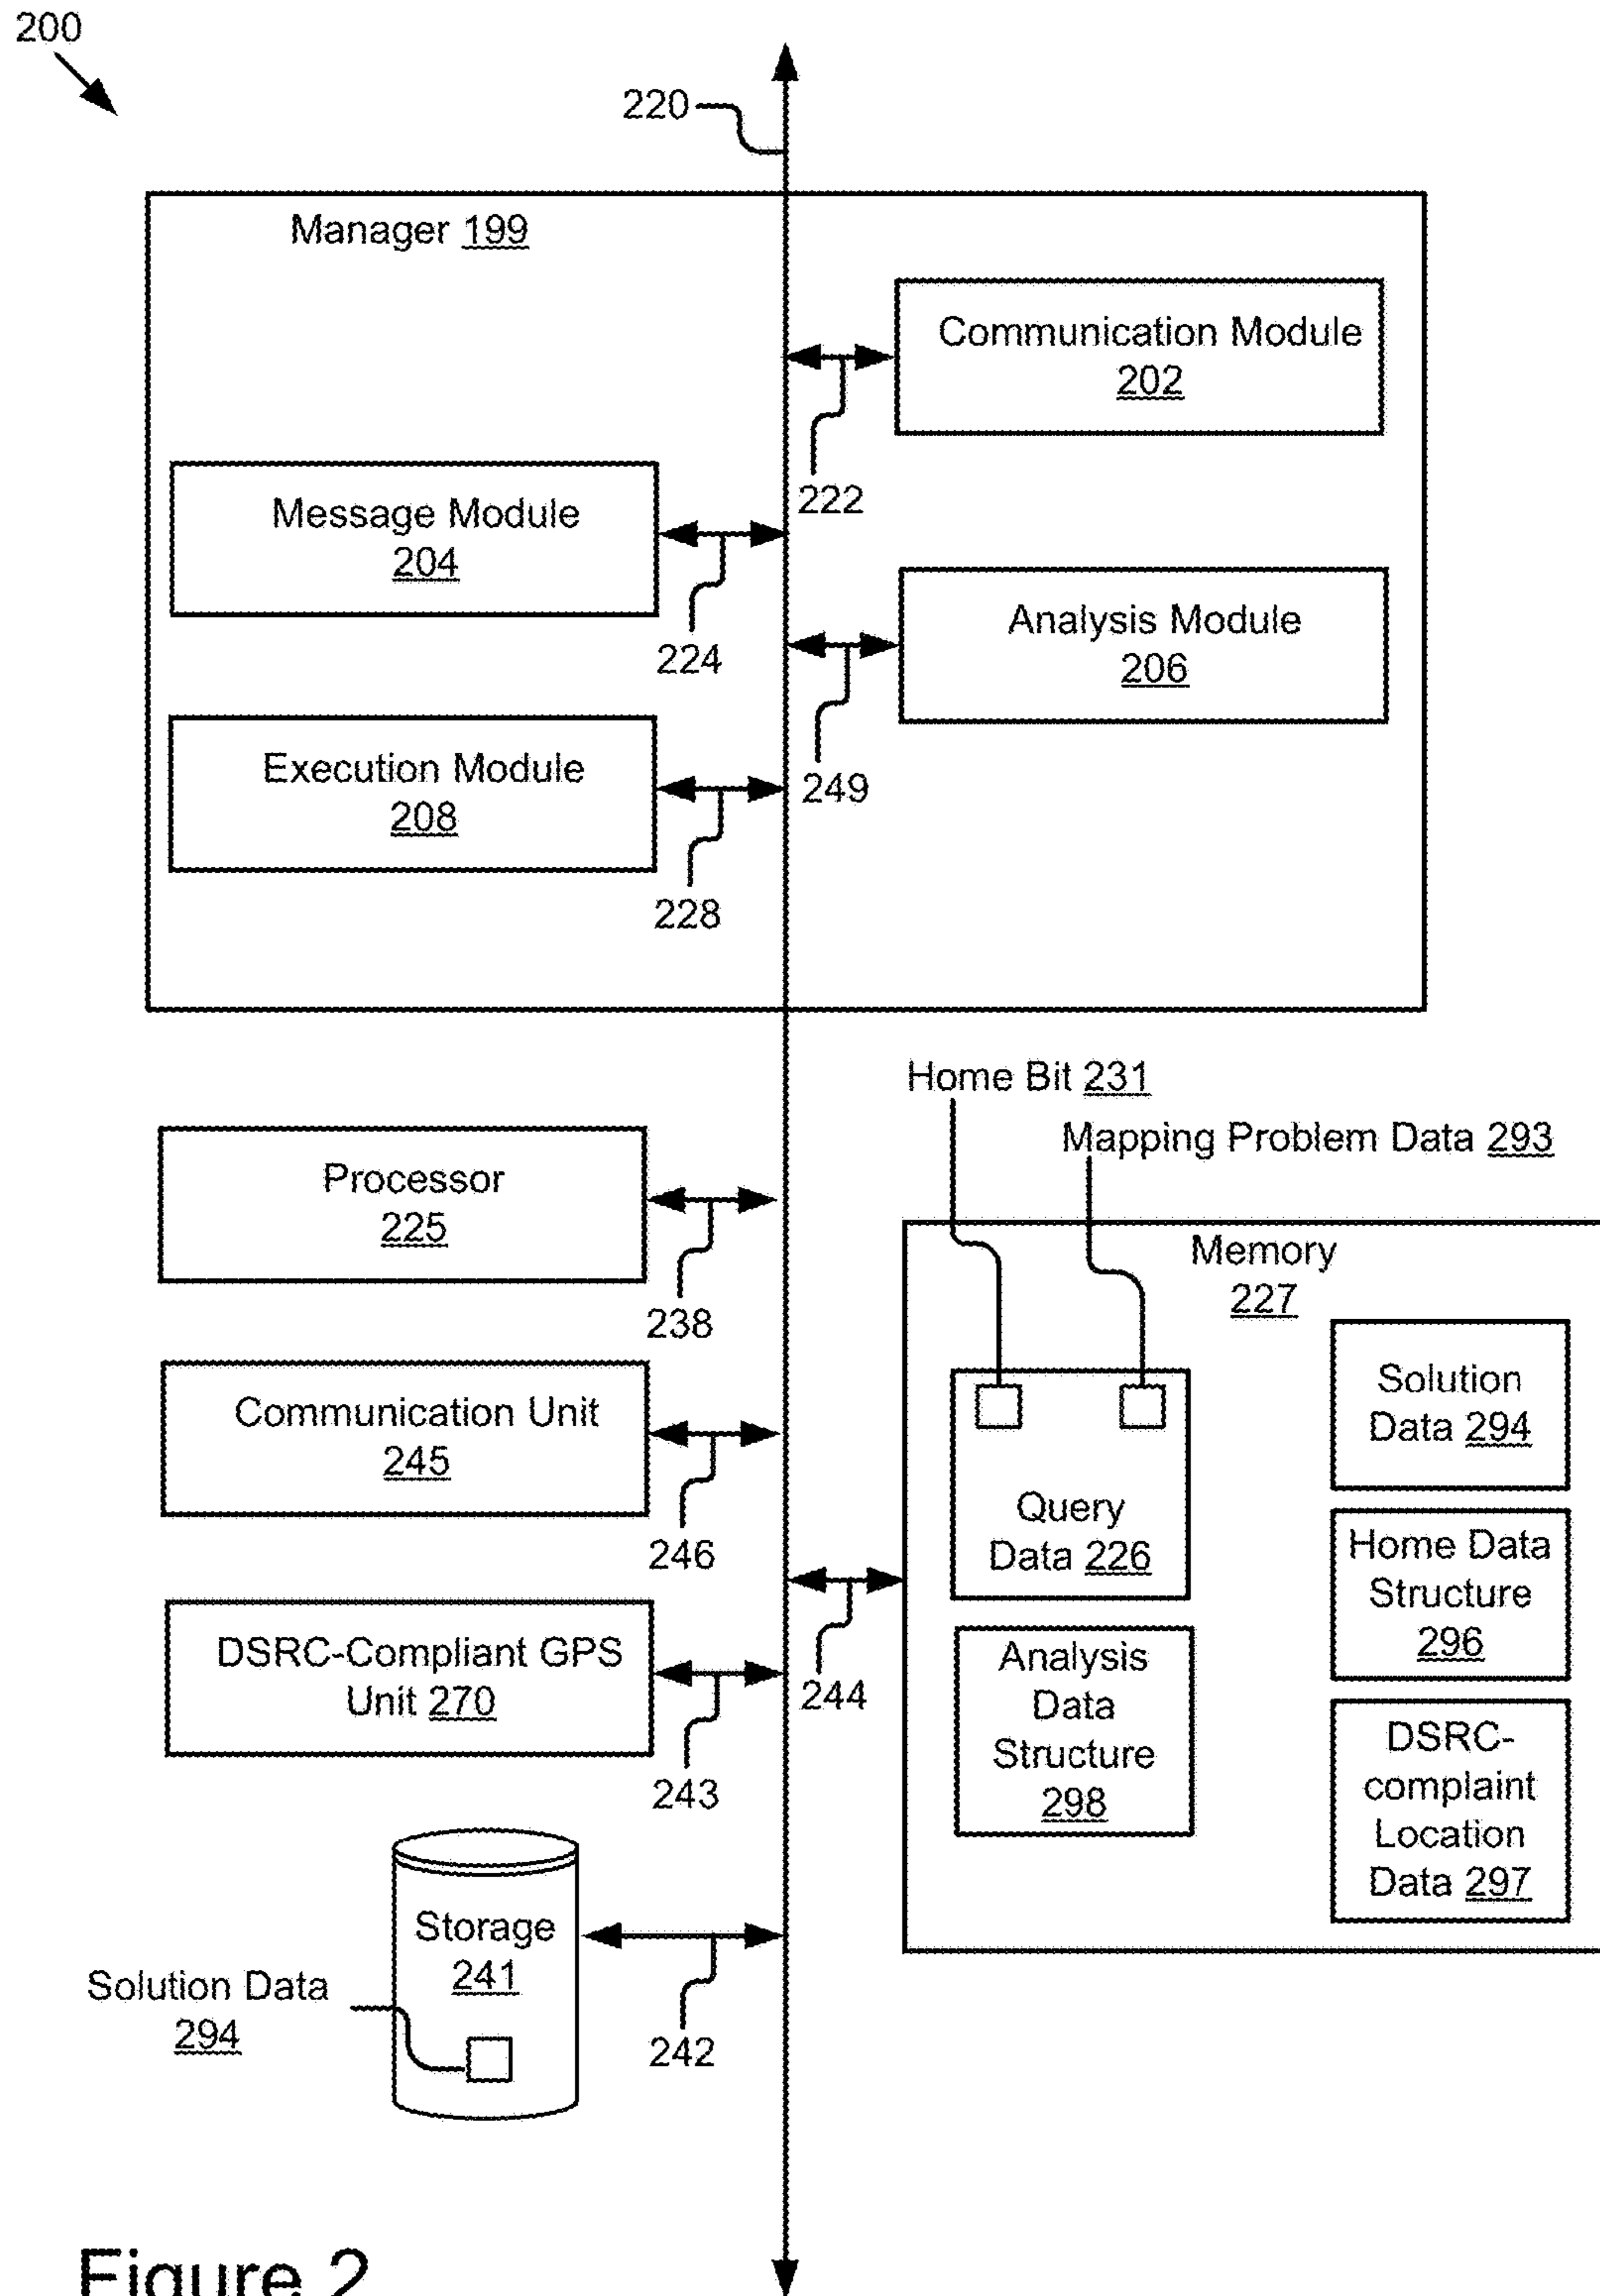 200
220
Manager 199
Communication Module
202
222
Message Module
204
224
Analysis Module
206
249
Execution Module
208
228
Home Bit 231
Mapping Problem Data 293
Processor
225
238
Memory
227
Solution
Data 294
Communication Unit
245
246
Query
Data 226
Home Data
Structure
296
244
DSRC-Compliant GPS
Unit 270
243
Analysis
Data
Structure
298
DSRC-
complaint
Location
Data 297
Storage
241
242
Solution Data
294
Figure 2